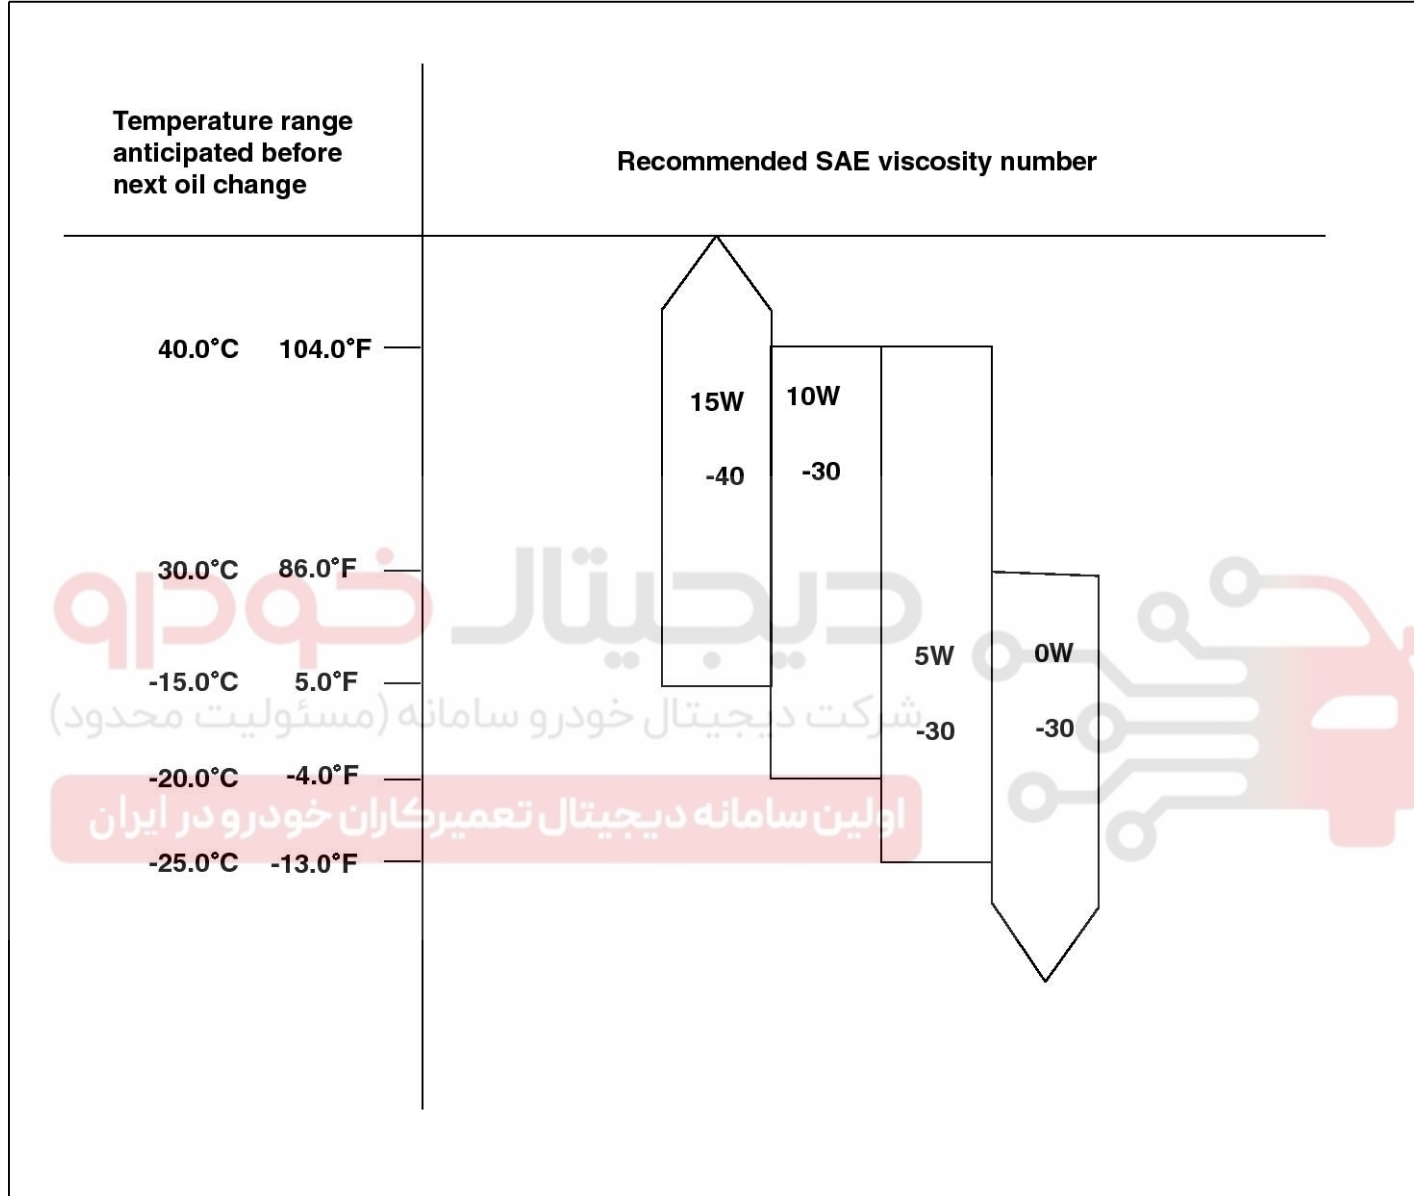 Temperature range
anticipated before
next oil change
Recommended SAE viscosity number
40.0°C 104.0°F
15W 10W
-40 -30
30.0°C 86.0°F
دیجیتال خودرو
5W 0W
-15.0°C 5.0°F
شرکت دیجیتال خودرو سامانه (مسئولیت محدود)
-30 -30
-20.0°C -4.0°F
اولین سامانه دیجیتال تعمیرکاران خودرو در ایران
-25.0°C -13.0°F